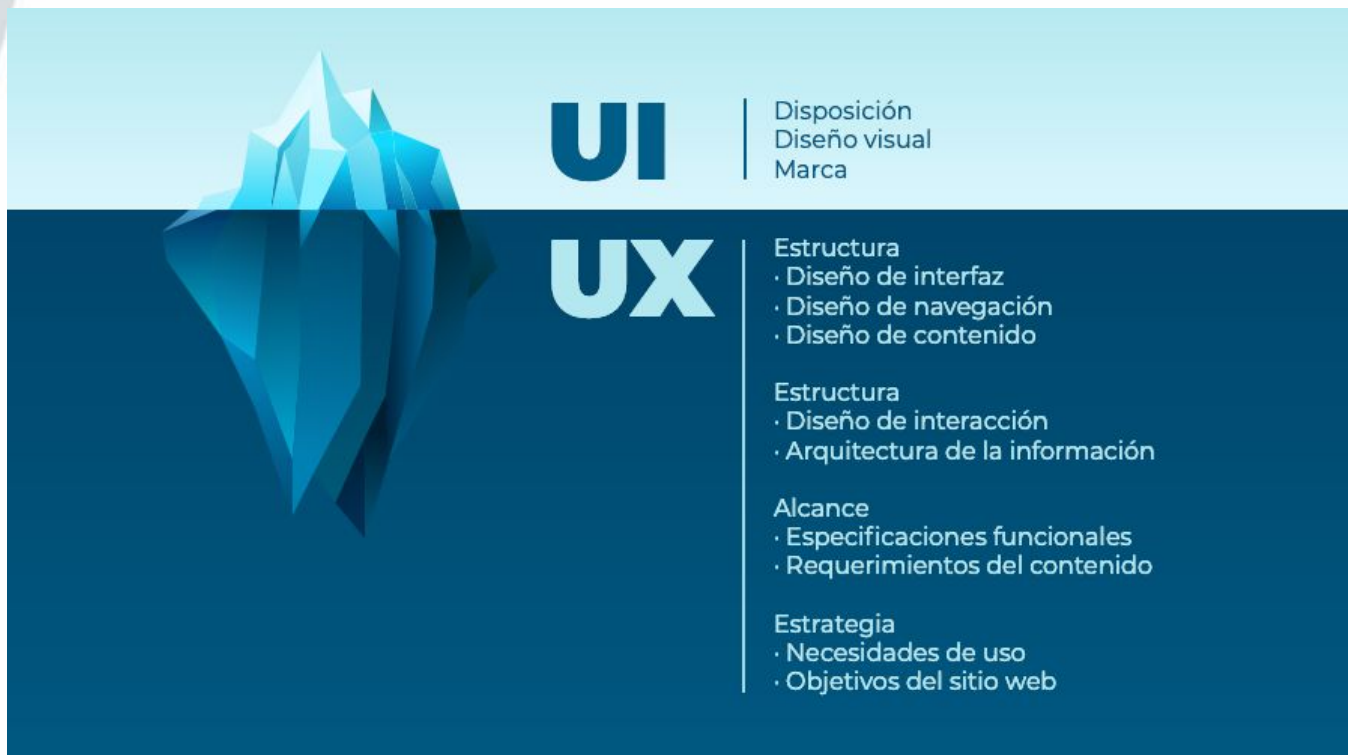 UI
Disposición
Diseño visual
Marca
UX
Estructura
· Diseño de interfaz
· Diseño de navegación
· Diseño de contenido
Estructura
· Diseño de interacción
· Arquitectura de la información
Alcance
· Especificaciones funcionales
· Requerimientos del contenido
Estrategia
· Necesidades de uso
· Objetivos del sitio web